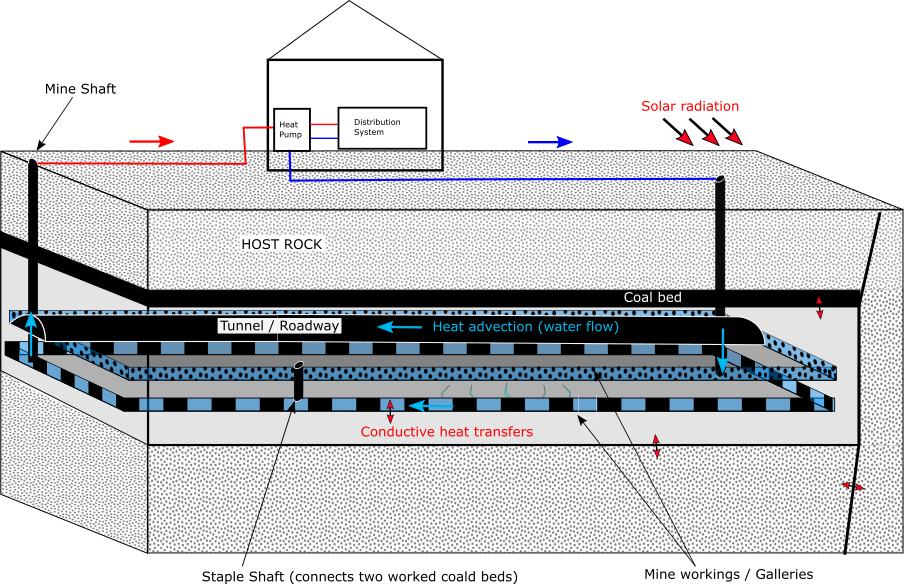 Mine Shaft
Solar radiation
Heat
Pump
Distribution
System
HOST ROCK
Coal bed
Tunnel / Roadway
Heat advection (water flow)
Conductive heat transfers
Staple Shaft (connects two worked coald beds)
Mine workings / Galleries